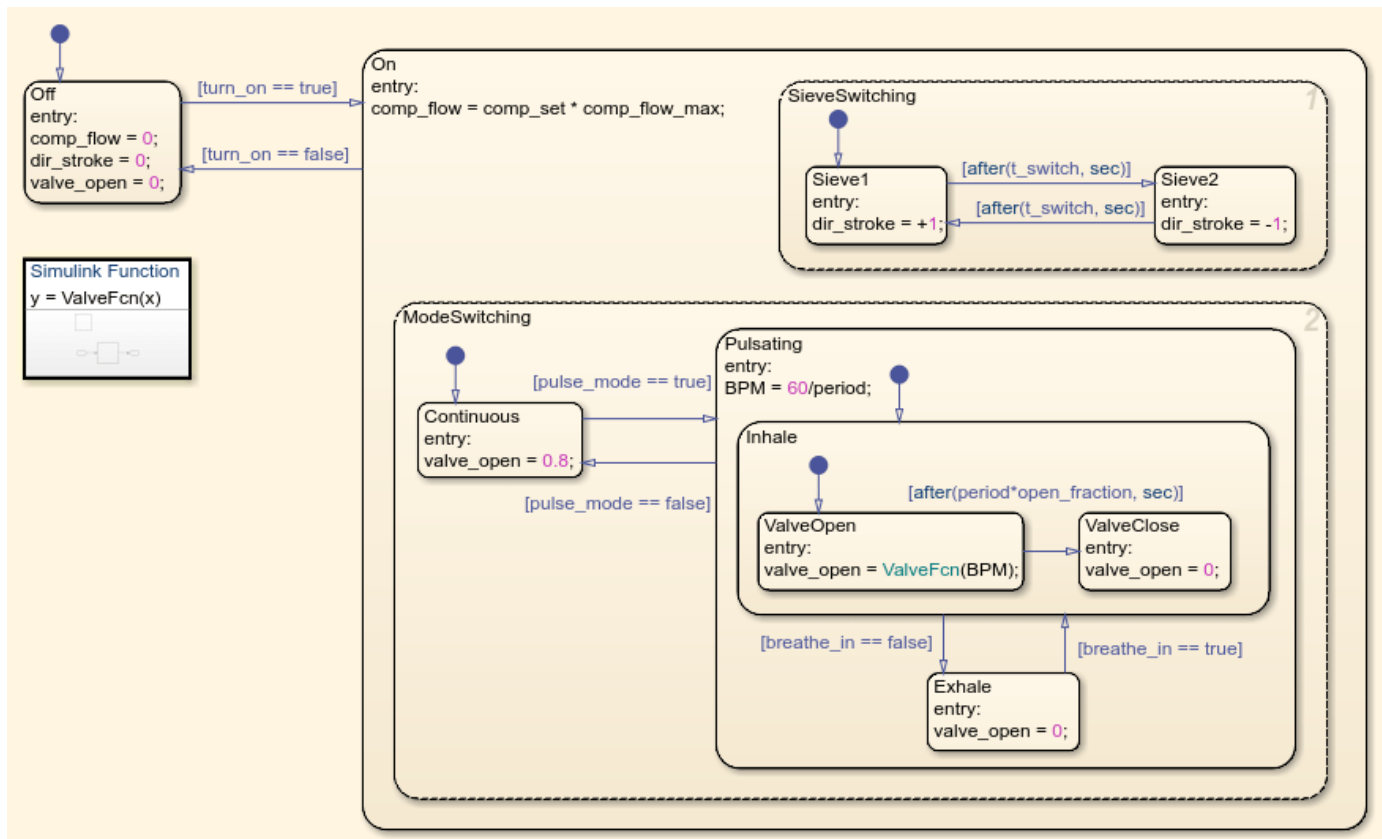 Off
entry:
comp_flow = 0;
dir_stroke = 0;
valve_open = 0;
[turn_on == true]
[turn_on == false]
Simulink Function
y = ValveFcn(x)
On
entry:
comp_flow = comp_set * comp_flow_max;
SieveSwitching
1
Sieve1
entry:
dir_stroke = +1;
[after(t_switch, sec)]
[after(t_switch, sec)]
Sieve2
entry:
dir_stroke = -1;
ModeSwitching
2
Continuous
entry:
valve_open = 0.8;
[pulse_mode == true]
[pulse_mode == false]
Pulsating
entry:
BPM = 60/period;
Inhale
[after(period*open_fraction, sec)]
ValveOpen
entry:
valve_open = ValveFcn(BPM);
ValveClose
entry:
valve_open = 0;
[breathe_in == false]
[breathe_in == true]
Exhale
entry:
valve_open = 0;